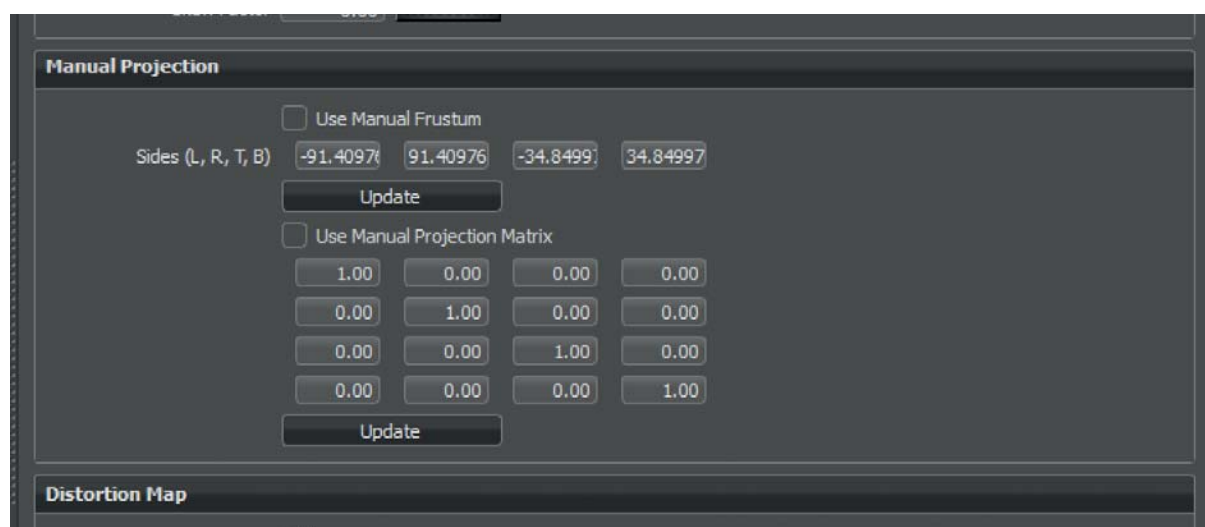 Manual Projection
Use Manual Frustum
Sides (L, R, T, B) -91.4097 91.40976 -34.8499 34.84997
Update
Use Manual Projection Matrix
1.00 0.00 0.00 0.00
0.00 1.00 0.00 0.00
0.00 0.00 1.00 0.00
0.00 0.00 0.00 1.00
Update
Distortion Map